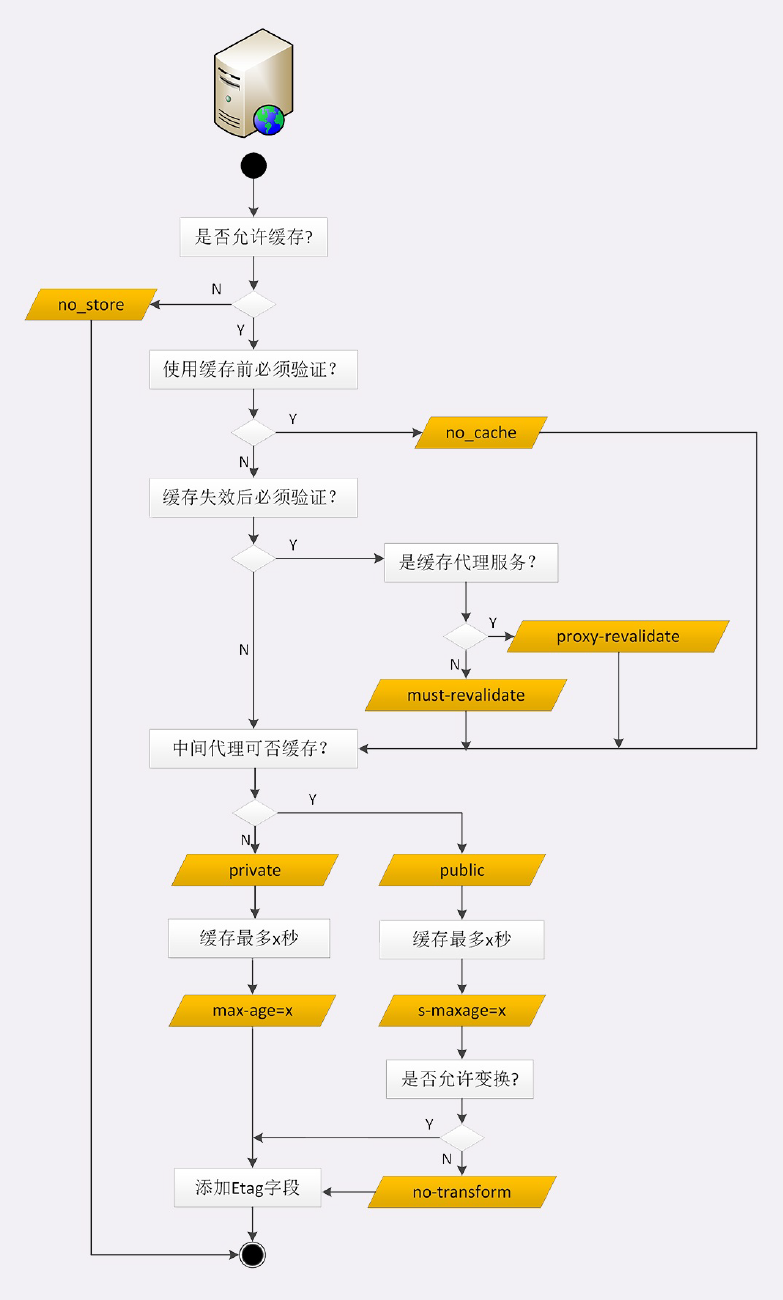 是否允许缓存?
N
no_store
Y
使用缓存前必须验证?
Y
no_cache
N
缓存失效后必须验证?
Y
是缓存代理服务?
Y
proxy-revalidate
N
N
must-revalidate
中间代理可否缓存?
Y
N
private
public
缓存最多x秒
缓存最多x秒
max-age=x
s-maxage=x
是否允许变换?
Y
N
添加Etag字段
no-transform